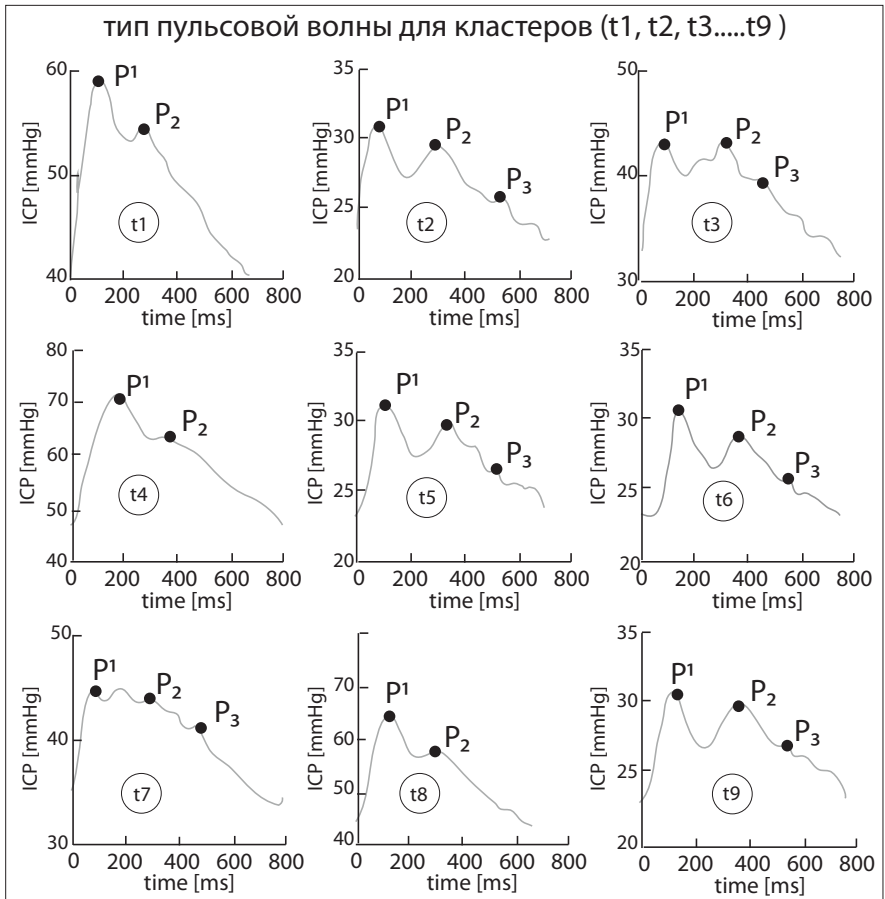 тип пульсовой волны для кластеров (t1, t2, t3.....t9 )
60
50
40
ICP [mmHg]
P¹
P₂
t1
0 200 400 600 800
time [ms]
35
30
25
20
ICP [mmHg]
P¹
P₂
P₃
t2
0 200 400 600 800
time [ms]
50
40
30
ICP [mmHg]
P¹
P₂
P₃
t3
0 200 400 600 800
time [ms]
80
70
60
50
40
ICP [mmHg]
P¹
P₂
t4
0 200 400 600 800
time [ms]
35
30
25
20
ICP [mmHg]
P¹
P₂
P₃
t5
0 200 400 600 800
time [ms]
35
30
25
20
ICP [mmHg]
P¹
P₂
P₃
t6
0 200 400 600 800
time [ms]
50
40
30
ICP [mmHg]
P¹
P₂
P₃
t7
0 200 400 600 800
time [ms]
70
60
50
40
ICP [mmHg]
P¹
P₂
t8
0 200 400 600 800
time [ms]
35
30
25
20
ICP [mmHg]
P¹
P₂
P₃
t9
0 200 400 600 800
time [ms]